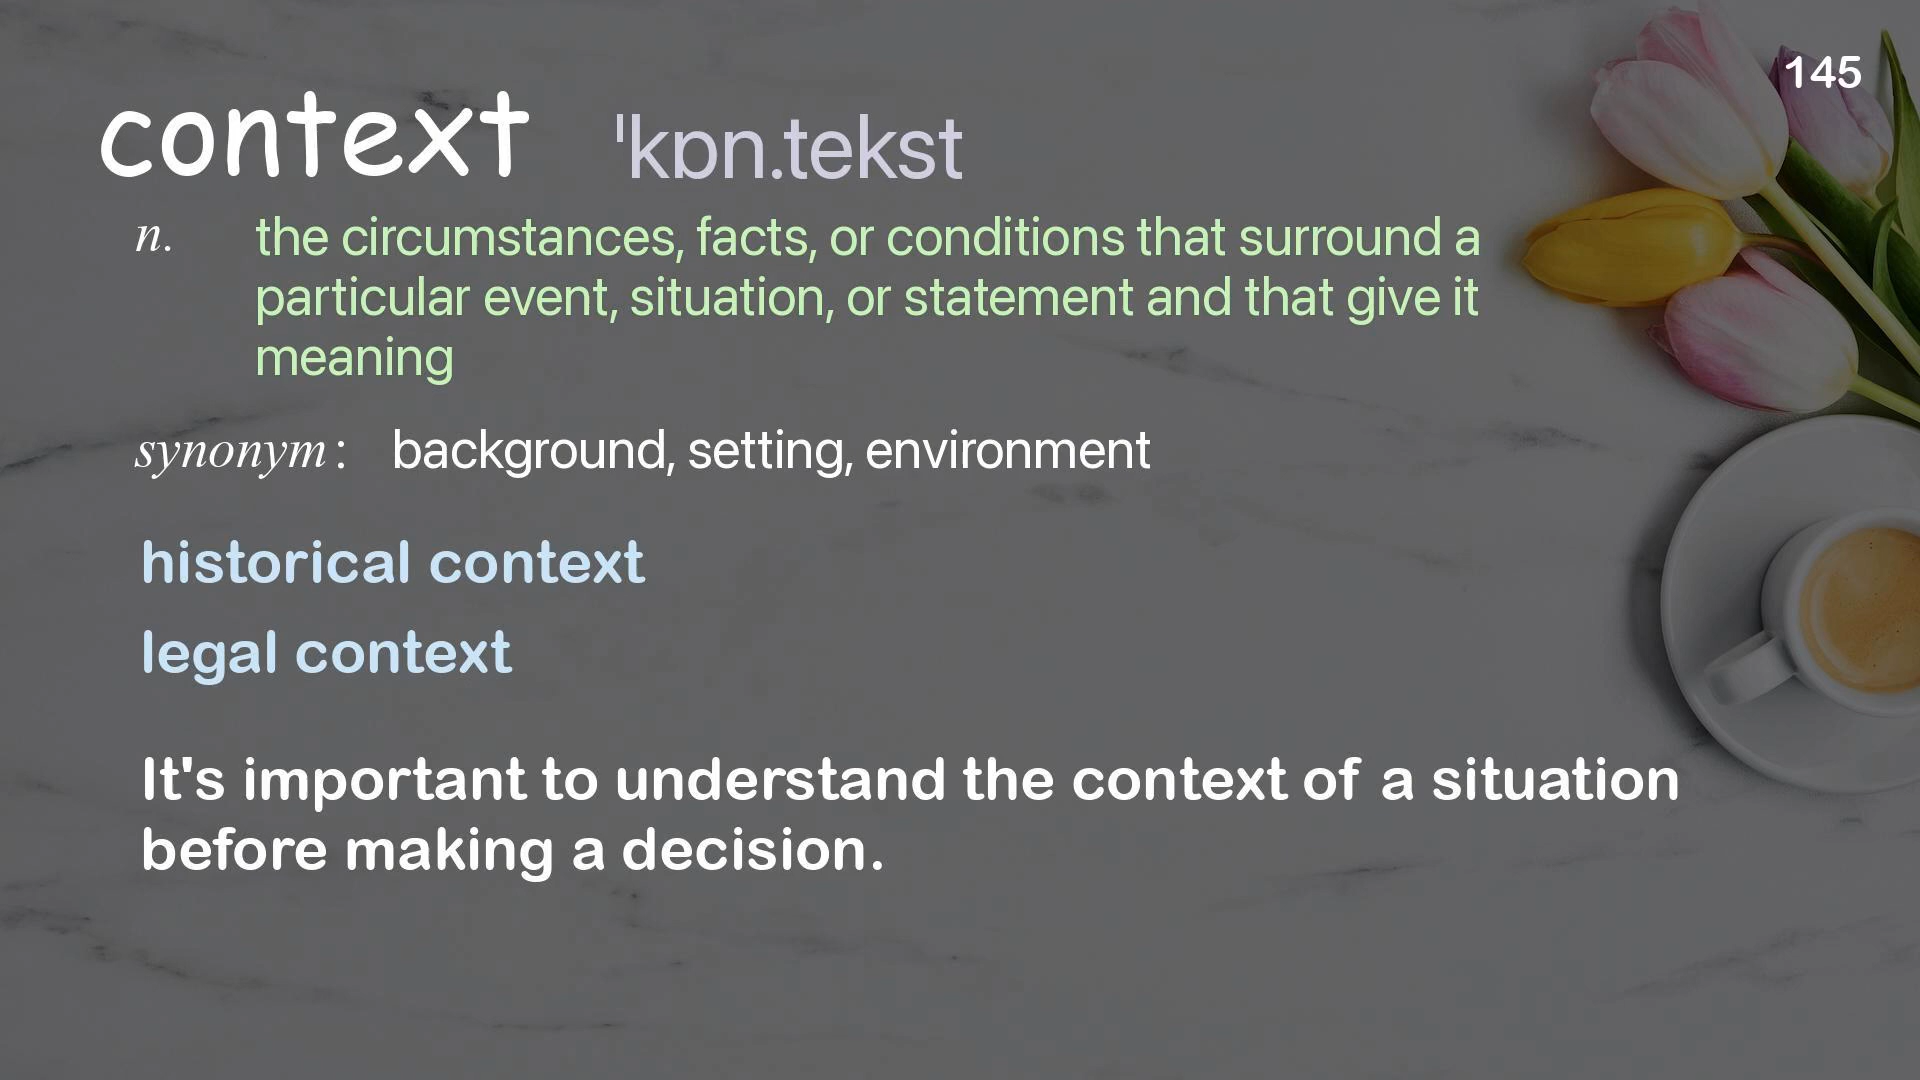 145
context ˈkɒn.tekst
n. the circumstances, facts, or conditions that surround a
particular event, situation, or statement and that give it
meaning
synonym: background, setting, environment
historical context
legal context
It's important to understand the context of a situation
before making a decision.